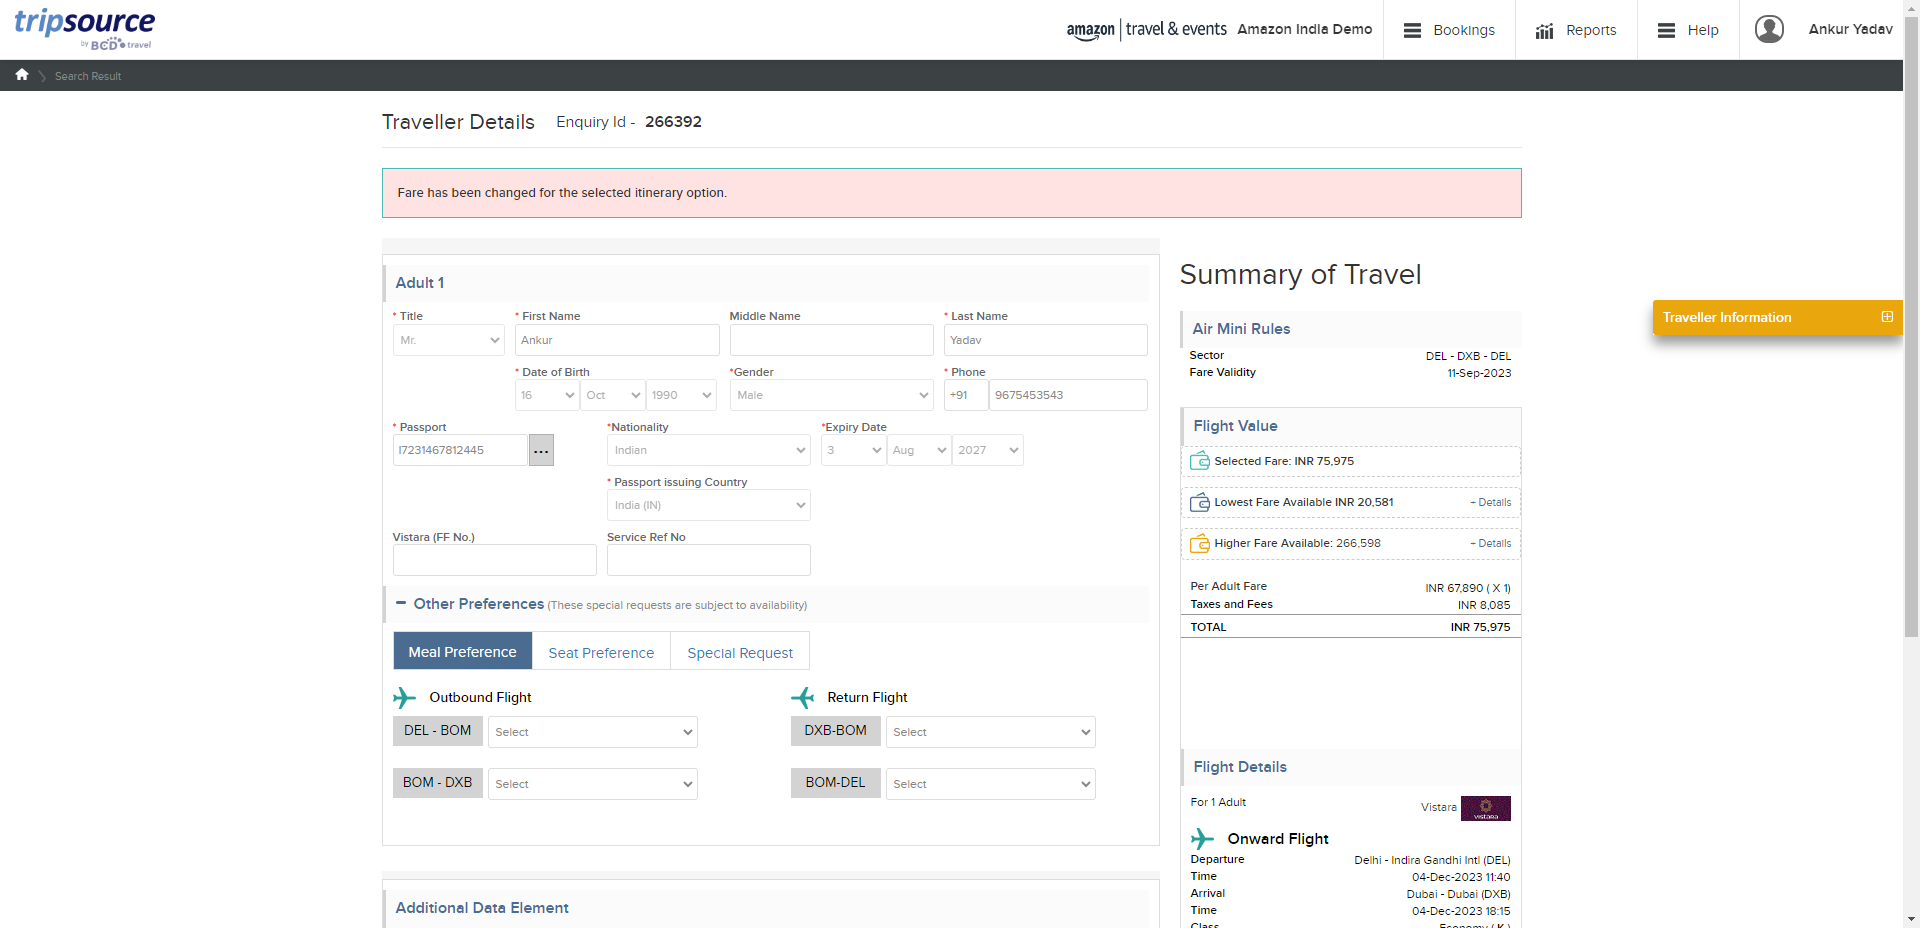 tripsource
by BCD travel
amazon | travel & events Amazon India Demo
Bookings
Reports
Help
Ankur Yadav
Search Result
Traveller Details Enquiry Id - 266392
Fare has been changed for the selected itinerary option.
Adult 1
* Title * First Name Middle Name * Last Name
Mr. Ankur Yadav
* Date of Birth *Gender * Phone
16 Oct 1990 Male +91 9675453543
* Passport *Nationality *Expiry Date
I7231467812445 ... Indian 3 Aug 2027
* Passport issuing Country
India (IN)
Vistara (FF No.) Service Ref No
Other Preferences (These special requests are subject to availability)
Meal Preference Seat Preference Special Request
Outbound Flight Return Flight
DEL - BOM Select DXB-BOM Select
BOM - DXB Select BOM-DEL Select
Additional Data Element
Summary of Travel
Air Mini Rules
Sector DEL - DXB - DEL
Fare Validity 11-Sep-2023
Flight Value
Selected Fare: INR 75,975
Lowest Fare Available INR 20,581 + Details
Higher Fare Available: 266,598 + Details
Per Adult Fare INR 67,890 ( X 1)
Taxes and Fees INR 8,085
TOTAL INR 75,975
Flight Details
For 1 Adult Vistara vistara
Onward Flight
Departure Delhi - Indira Gandhi Intl (DEL)
Time 04-Dec-2023 11:40
Arrival Dubai - Dubai (DXB)
Time 04-Dec-2023 18:15
Class Economy ( K )
Traveller Information